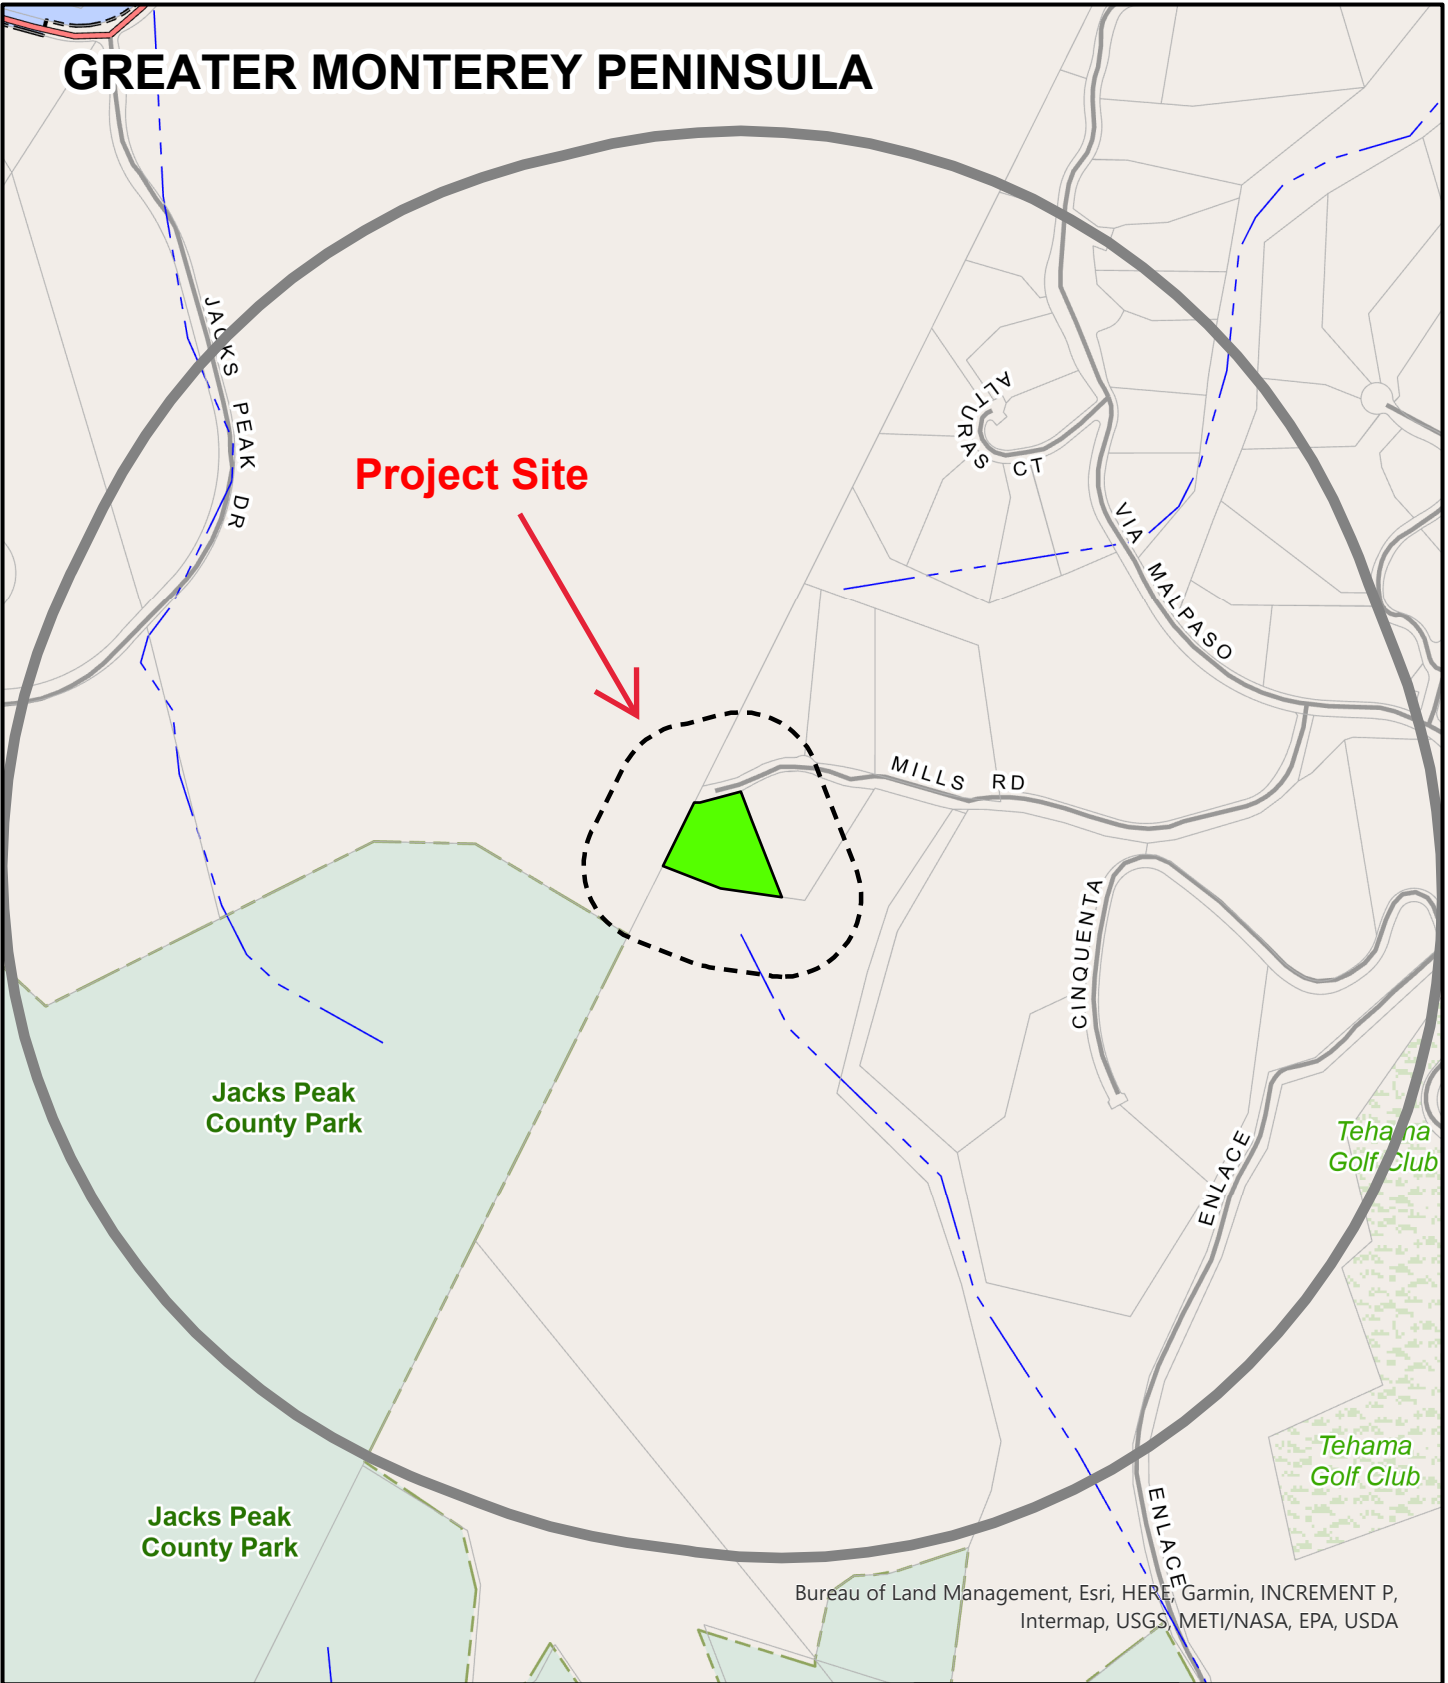 GREATER MONTEREY PENINSULA
JACKS PEAK DR
Project Site
ALTURAS CT
VIA MALPASO
MILLS RD
CINQUENTA
Jacks Peak
County Park
ENLACE
Tehama
Golf Club
Tehama
Golf Club
Jacks Peak
County Park
ENLACE
Bureau of Land Management, Esri, HERE, Garmin, INCREMENT P,
Intermap, USGS, METI/NASA, EPA, USDA